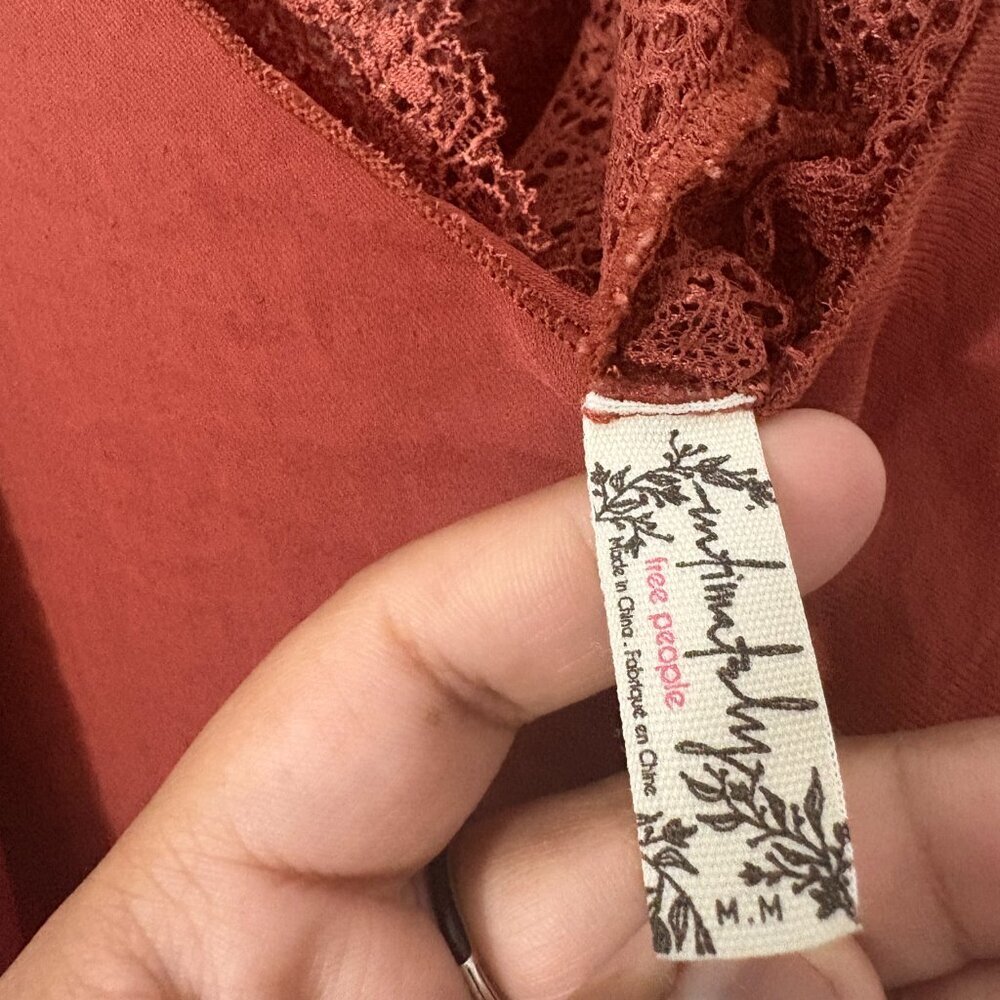 intimately
free people
Made in China . Fabriqué en Chine
M.M